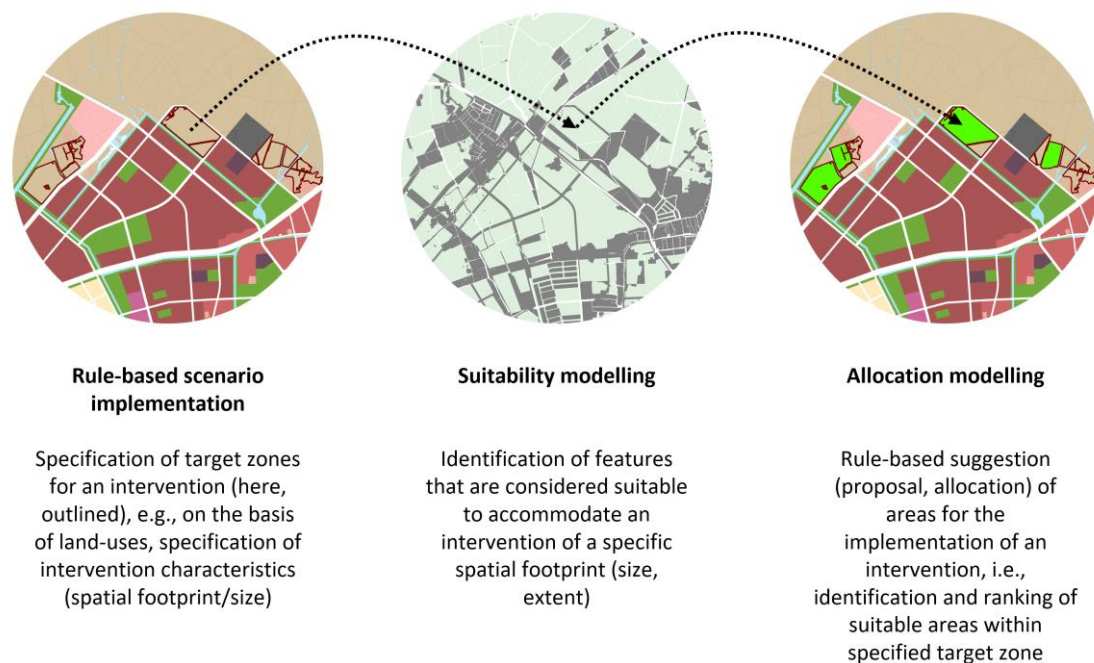 Rule-based scenario
implementation
Specification of target zones
for an intervention (here,
outlined), e.g., on the basis
of land-uses, specification of
intervention characteristics
(spatial footprint/size)
Suitability modelling
Identification of features
that are considered suitable
to accommodate an
intervention of a specific
spatial footprint (size,
extent)
Allocation modelling
Rule-based suggestion
(proposal, allocation) of
areas for the
implementation of an
intervention, i.e.,
identification and ranking of
suitable areas within
specified target zone